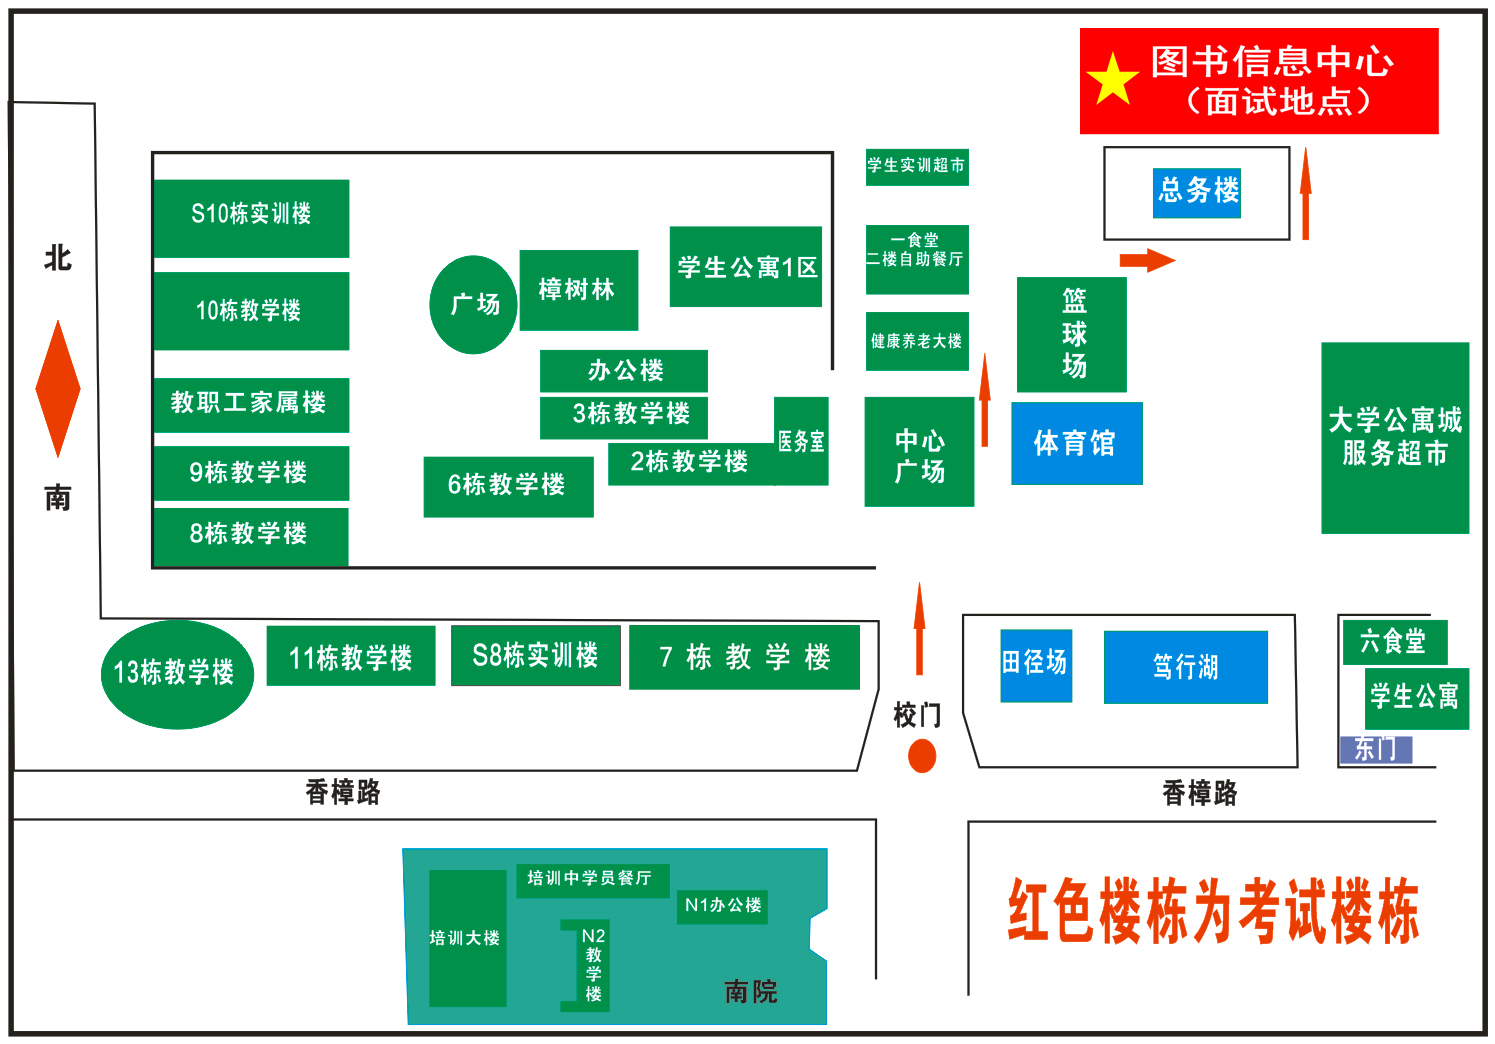 图书信息中心
（面试地点）
学生实训超市
总务楼
S10栋实训楼
北
学生公寓1区
一食堂
二楼自助餐厅
广场
樟树林
10栋教学楼
篮
球
场
健康养老大楼
办公楼
教职工家属楼
3栋教学楼
医务室
中心
广场
体育馆
大学公寓城
服务超市
2栋教学楼
9栋教学楼
6栋教学楼
南
8栋教学楼
13栋教学楼
11栋教学楼
S8栋实训楼
7栋教学楼
田径场
笃行湖
六食堂
学生公寓
校门
东门
香樟路
香樟路
培训中学员餐厅
N1办公楼
培训大楼
N2
教
学
楼
南院
红色楼栋为考试楼栋